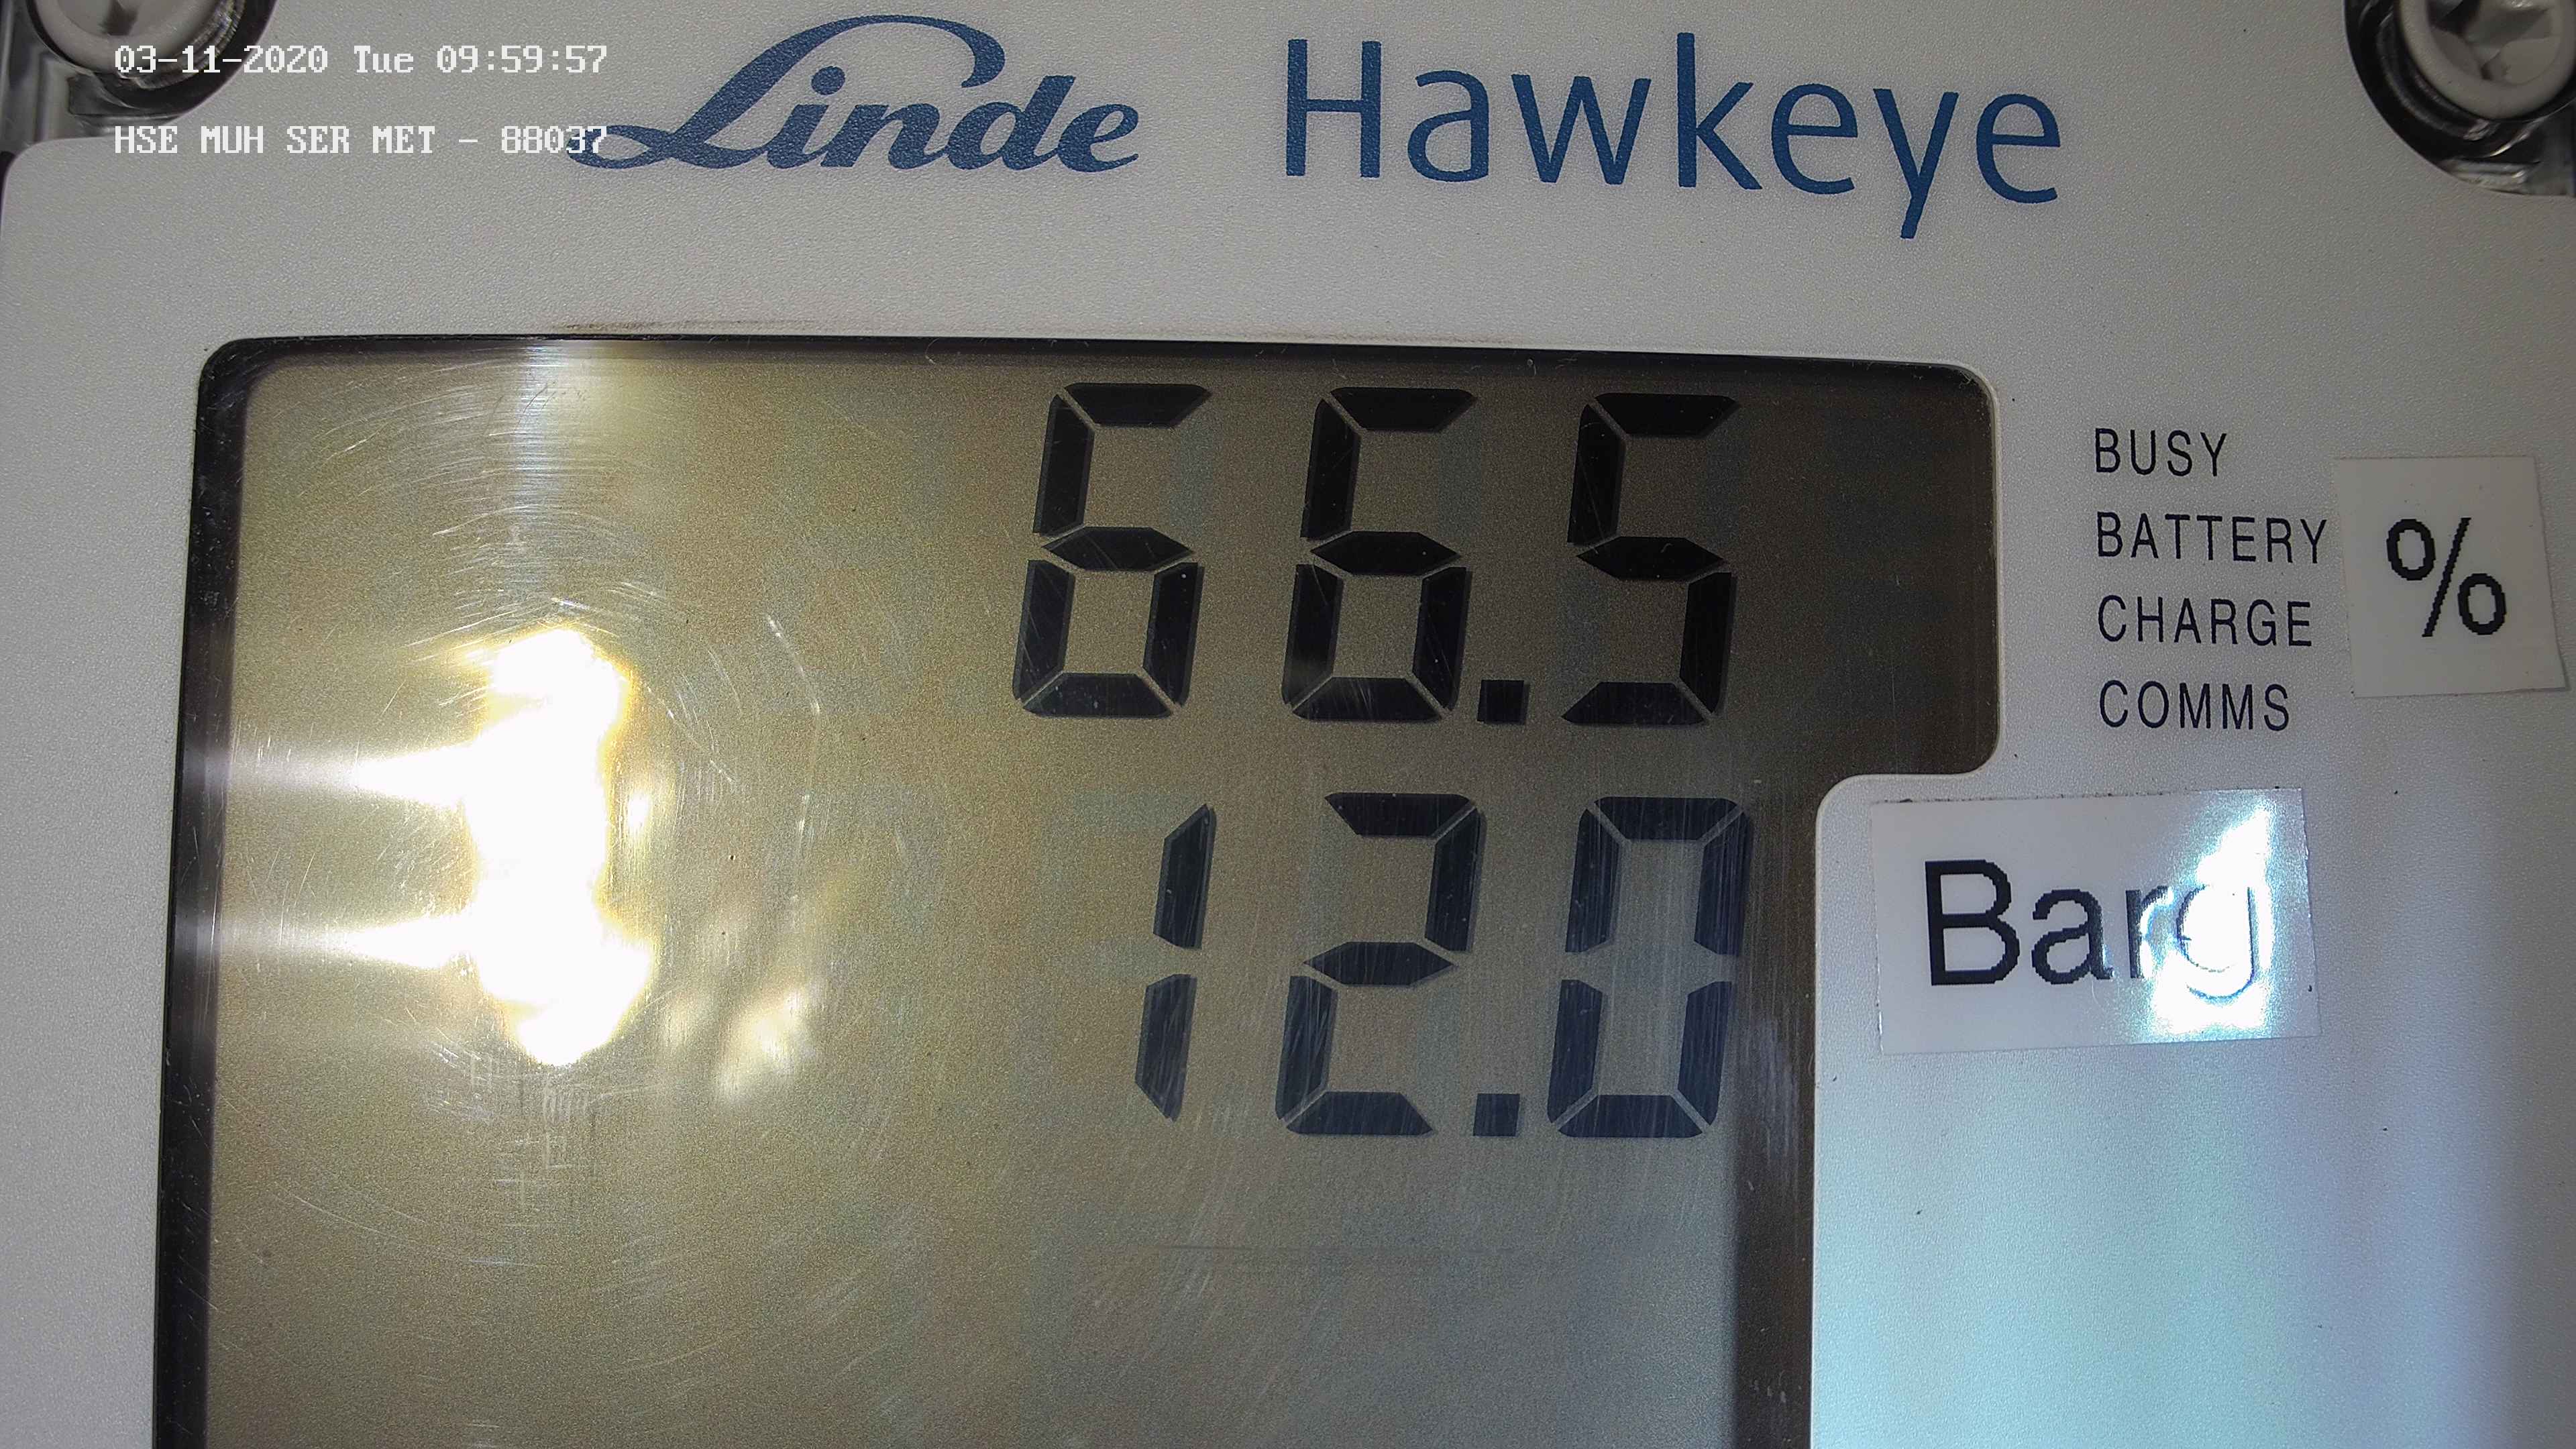 03-11-2020 Tue 09:59:57
HSE MUH SER MET - 88037
Linde Hawkeye
66.5
BUSY
BATTERY
CHARGE
COMMS
%
12.0
Barg